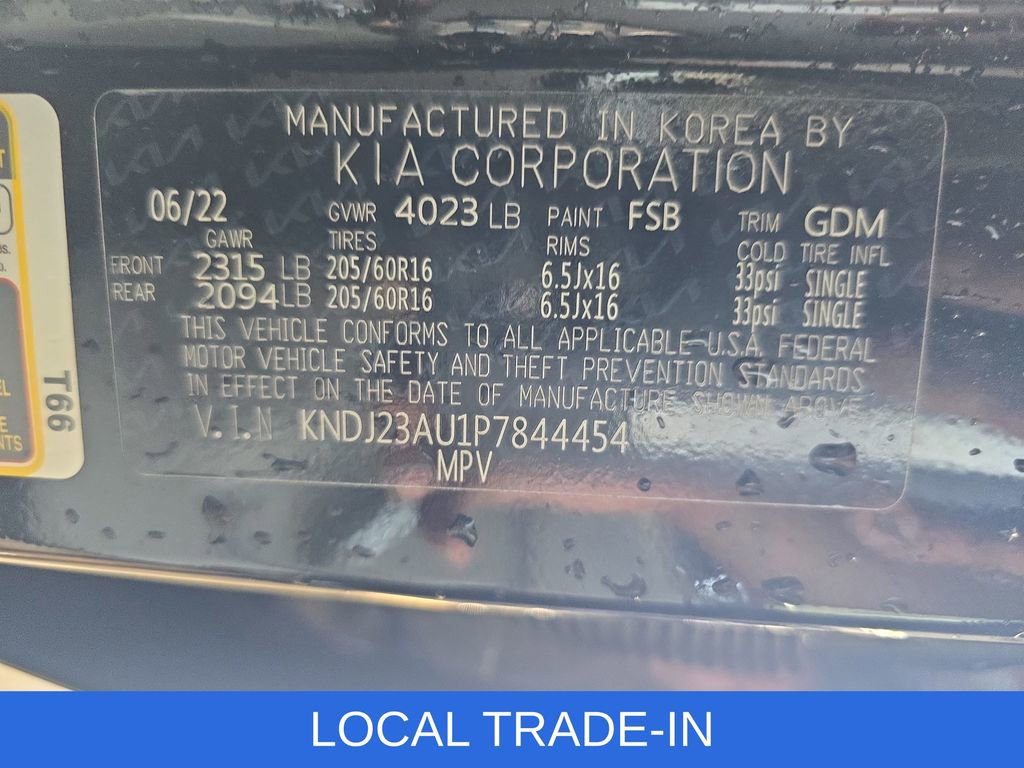 MANUFACTURED IN KOREA BY
KIA CORPORATION
06/22 GVWR 4023 LB PAINT FSB TRIM GDM
GAWR TIRES RIMS COLD TIRE INFL
FRONT 2315 LB 205/60R16 6.5Jx16 33psi SINGLE
REAR 2094 LB 205/60R16 6.5Jx16 33psi SINGLE
THIS VEHICLE CONFORMS TO ALL APPLICABLE U.S.A. FEDERAL
MOTOR VEHICLE SAFETY AND THEFT PREVENTION STANDARDS
IN EFFECT ON THE DATE OF MANUFACTURE SHOWN ABOVE.
V.I.N KNDJ23AU1P7844454
MPV
T66
LOCAL TRADE-IN